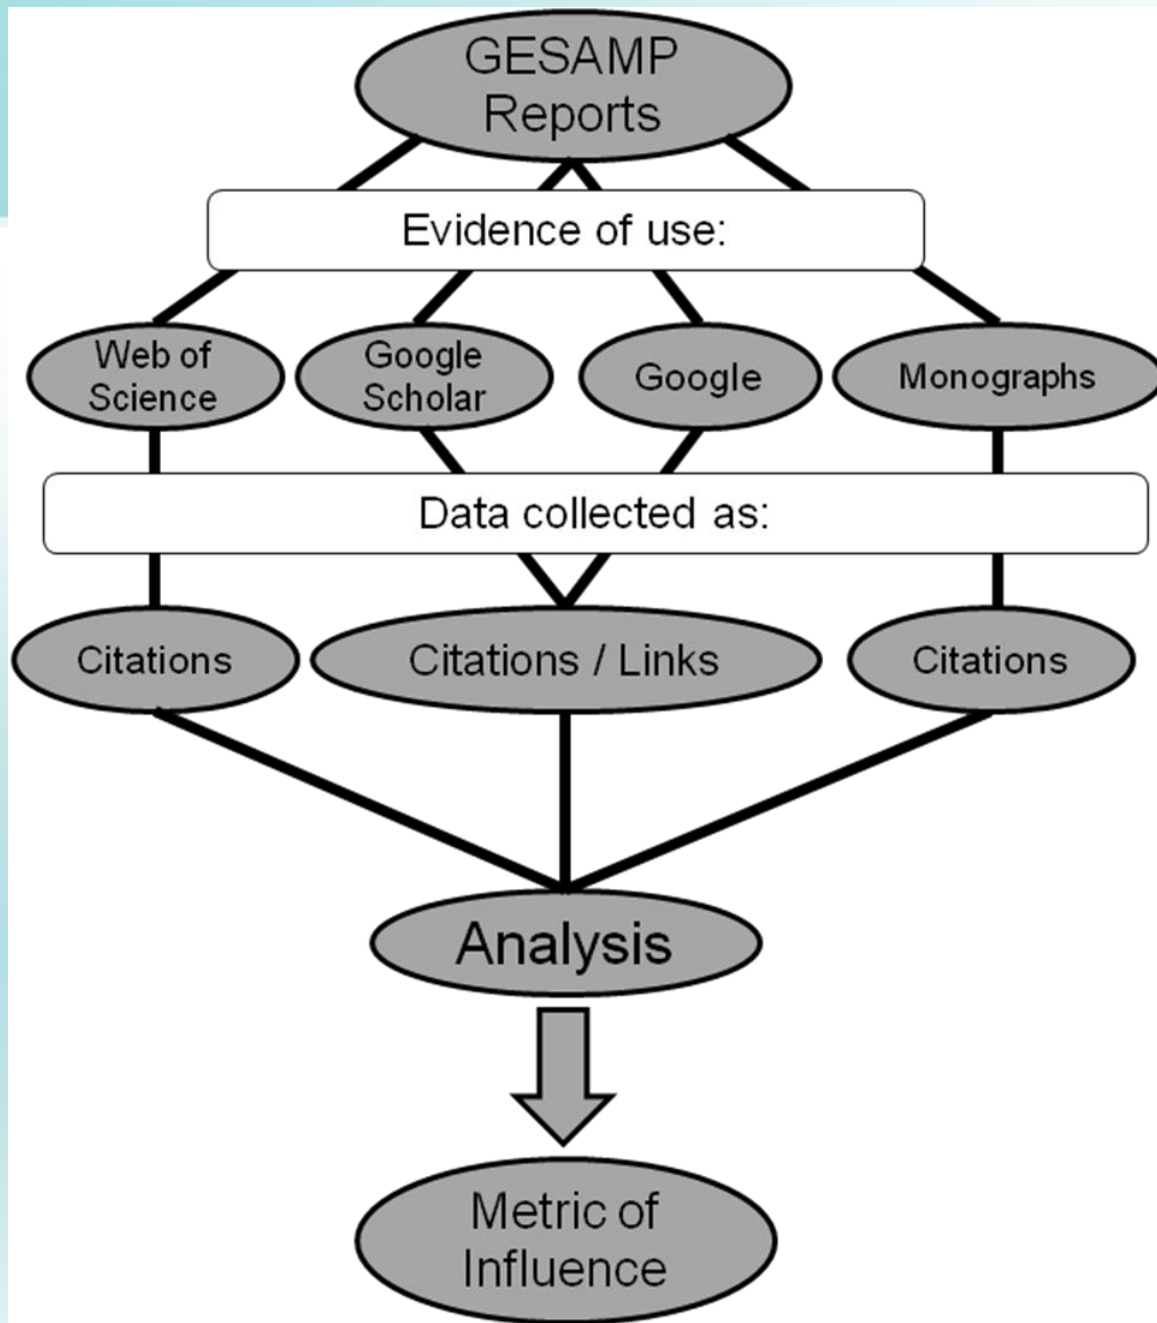 GESAMP
Reports
Evidence of use:
Web of
Science
Google
Scholar
Google
Monographs
Data collected as:
Citations
Citations / Links
Citations
Analysis
Metric of
Influence